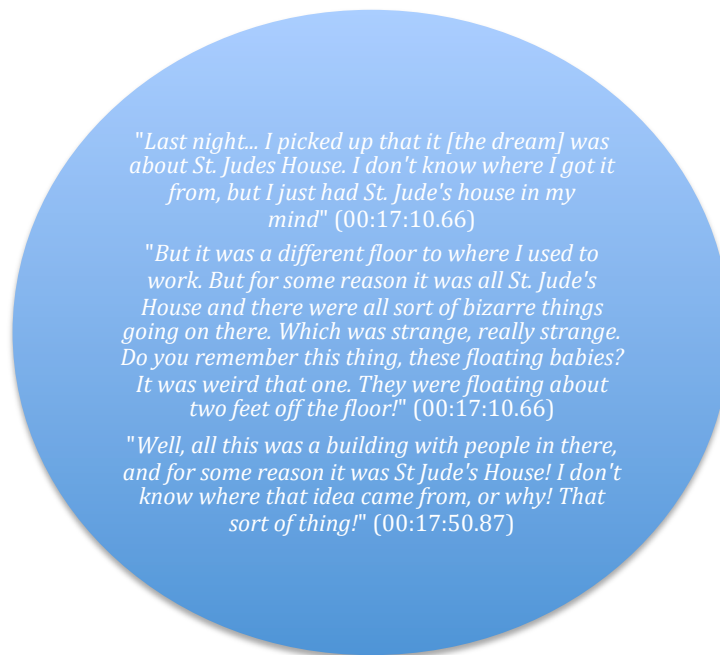 "Last night... I picked up that it [the dream] was
about St. Judes House. I don't know where I got it
from, but I just had St. Jude's house in my
mind" (00:17:10.66)
"But it was a different floor to where I used to
work. But for some reason it was all St. Jude's
House and there were all sort of bizarre things
going on there. Which was strange, really strange.
Do you remember this thing, these floating babies?
It was weird that one. They were floating about
two feet off the floor!" (00:17:10.66)
"Well, all this was a building with people in there,
and for some reason it was St Jude's House! I don't
know where that idea came from, or why! That
sort of thing!" (00:17:50.87)